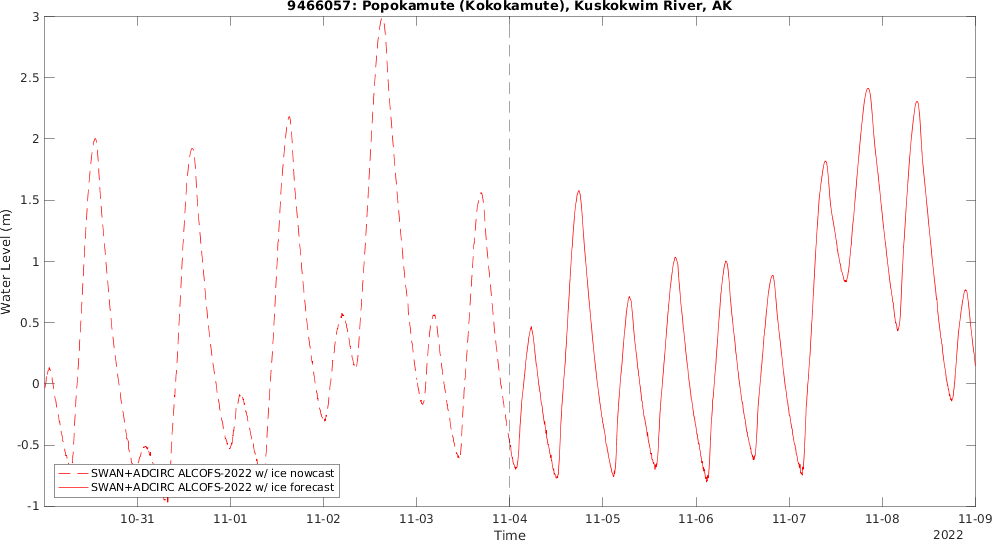 9466057: Popokamute (Kokokamute), Kuskokwim River, AK
3
2.5
2
1.5
1
0.5
0
-0.5
-1
Water Level (m)
SWAN+ADCIRC ALCOFS-2022 w/ ice nowcast
SWAN+ADCIRC ALCOFS-2022 w/ ice forecast
10-31 11-01 11-02 11-03 11-04 11-05 11-06 11-07 11-08 11-09
Time
2022